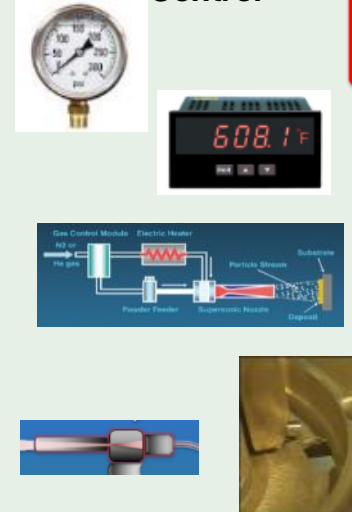 Control
50
100
150
200
250
300
0
psi
608.1°F
Gas Control Module Electric Heater
N2 or
He gas
Substrate
Particle Stream
Powder Feeder Supersonic Nozzle
Deposit